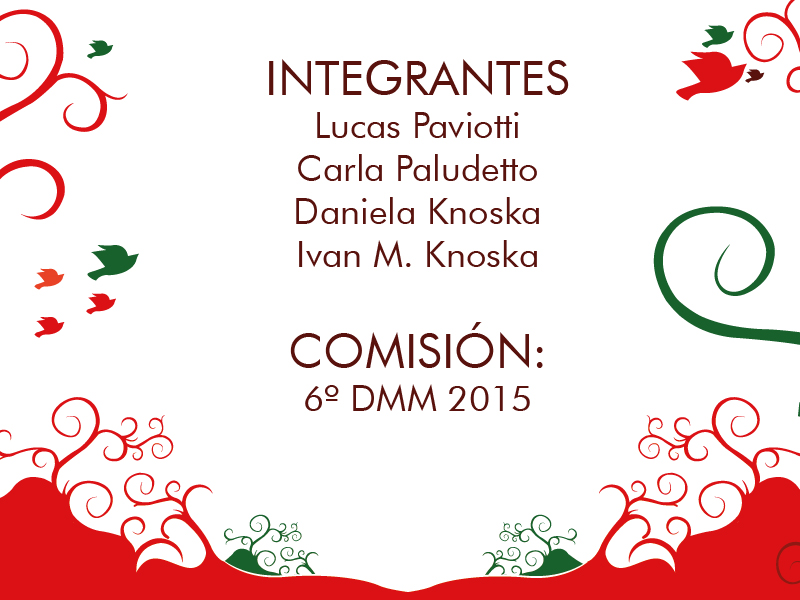 INTEGRANTES
Lucas Paviotti
Carla Paludetto
Daniela Knoska
Ivan M. Knoska
COMISIÓN:
6º DMM 2015